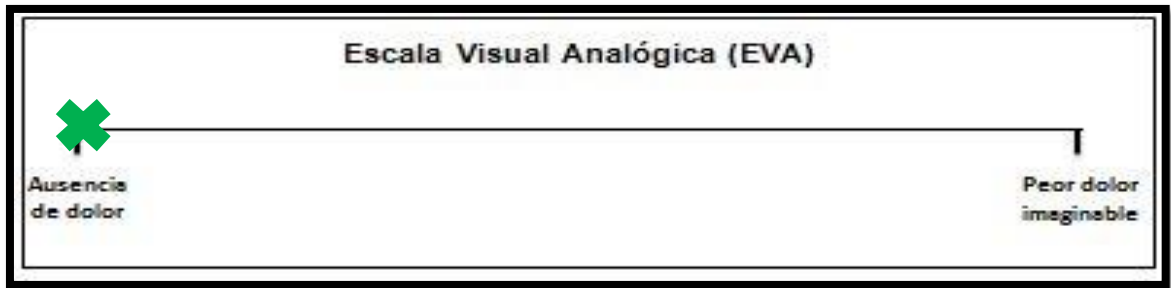 Escala Visual Analógica (EVA)
Ausencia
de dolor
Peor dolor
imaginable